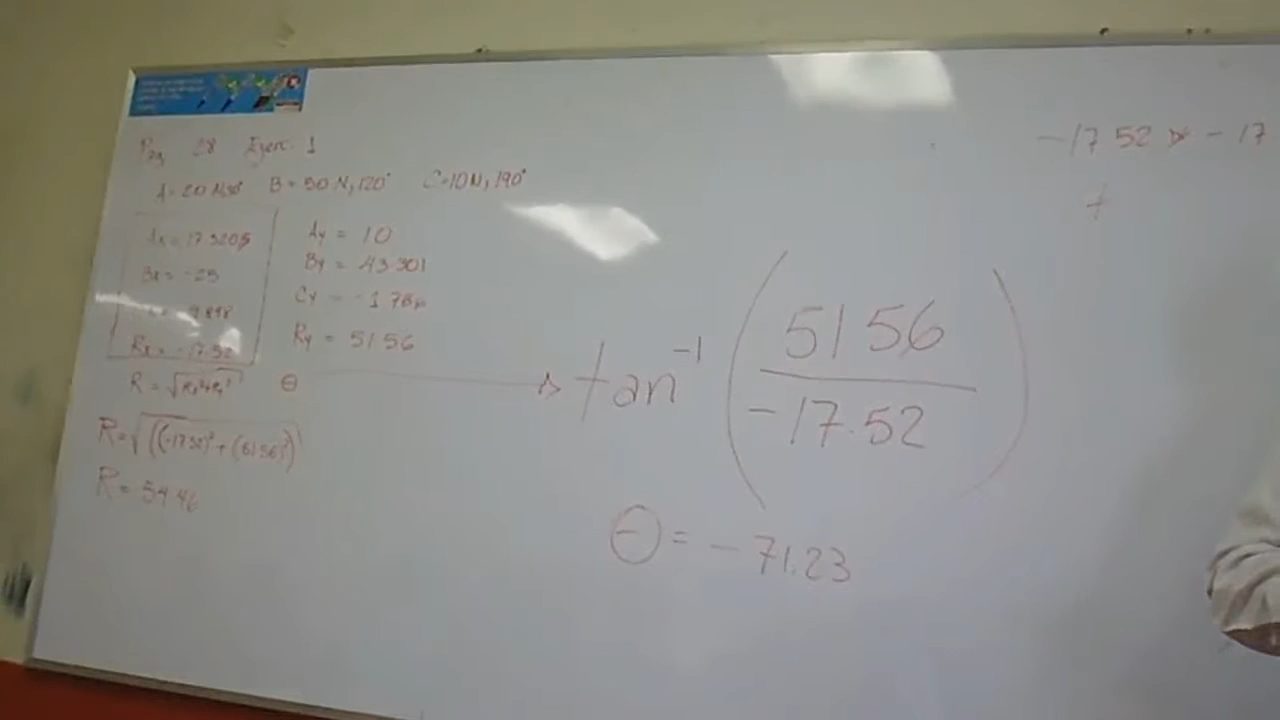 Pag 28 Ejerc. 1
A = 20 N, 30° B = 50 N, 120° C = 10 N, 190°
Ax = 17.3205
Bx = -25
9.848
Rx = -17.52
Ay = 10
By = 43.301
Cy = -1.736
Ry = 51.56
R = √Rx²+Ry² θ
R = √((-17.52)² + (51.56)²)
R = 54.46
tan⁻¹ (51.56 / -17.52)
θ = -71.23
-17.52 -17
+